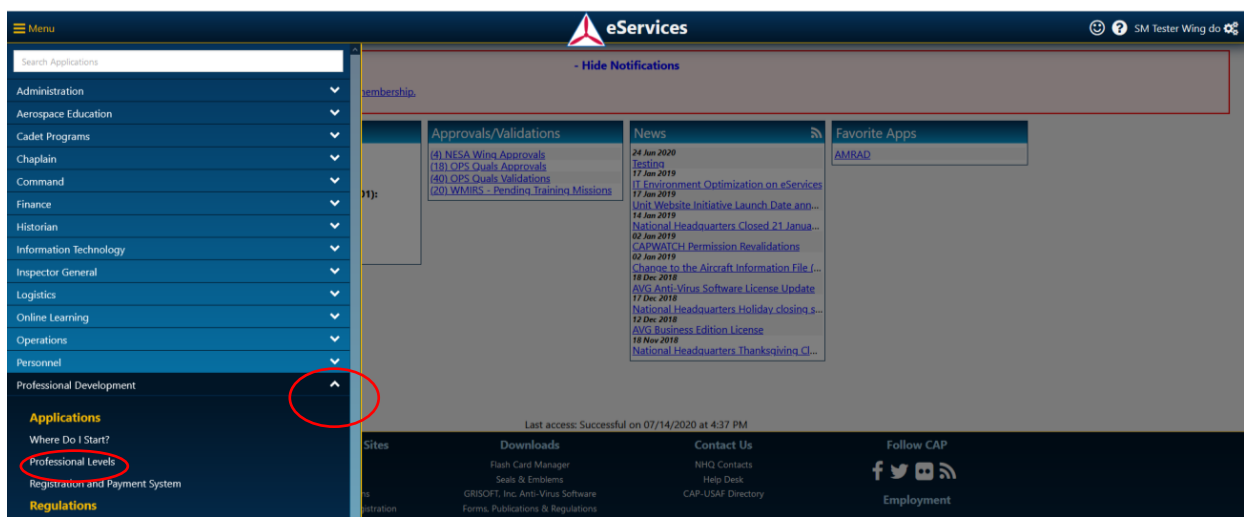 Menu
eServices
SM Tester Wing do
Search Applications
Administration
Aerospace Education
Cadet Programs
Chaplain
Command
Finance
Historian
Information Technology
Inspector General
Logistics
Online Learning
Operations
Personnel
Professional Development
Applications
Where Do I Start?
Professional Levels
Registration and Payment System
Regulations
- Hide Notifications
membership.
01):
Approvals/Validations
(4) NESA Wing Approvals
(18) OPS Quals Approvals
(40) OPS Quals Validations
(20) WMIRS - Pending Training Missions
News
24 Jun 2020
Testing
17 Jan 2019
IT Environment Optimization on eServices
17 Jan 2019
Unit Website Initiative Launch Date ann...
14 Jan 2019
National Headquarters Closed 21 Janua...
02 Jan 2019
CAPWATCH Permission Revalidations
02 Jan 2019
Change to the Aircraft Information File (...
18 Dec 2018
AVG Anti-Virus Software License Update
17 Dec 2018
National Headquarters Holiday closing s...
12 Dec 2018
AVG Business Edition License
18 Nov 2018
National Headquarters Thanksgiving Cl...
Favorite Apps
AMRAD
Last access: Successful on 07/14/2020 at 4:37 PM
Sites
Downloads
Flash Card Manager
Seals & Emblems
GRISOFT, Inc. Anti-Virus Software
Forms, Publications & Regulations
Contact Us
NHQ Contacts
Help Desk
CAP-USAF Directory
Follow CAP
Employment